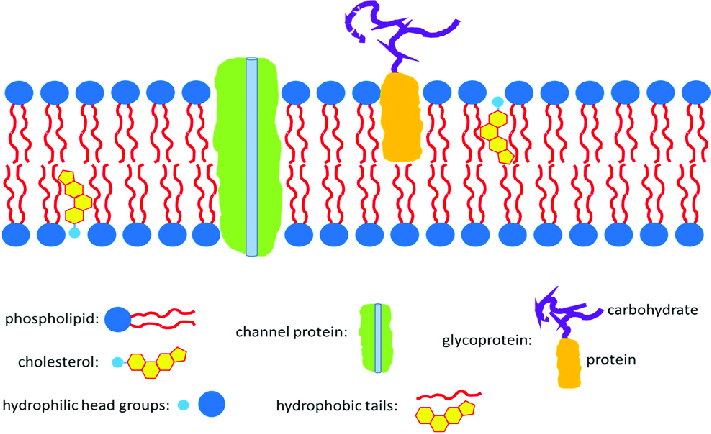 phospholipid:
channel protein:
glycoprotein:
carbohydrate
protein
cholesterol:
hydrophilic head groups:
hydrophobic tails: